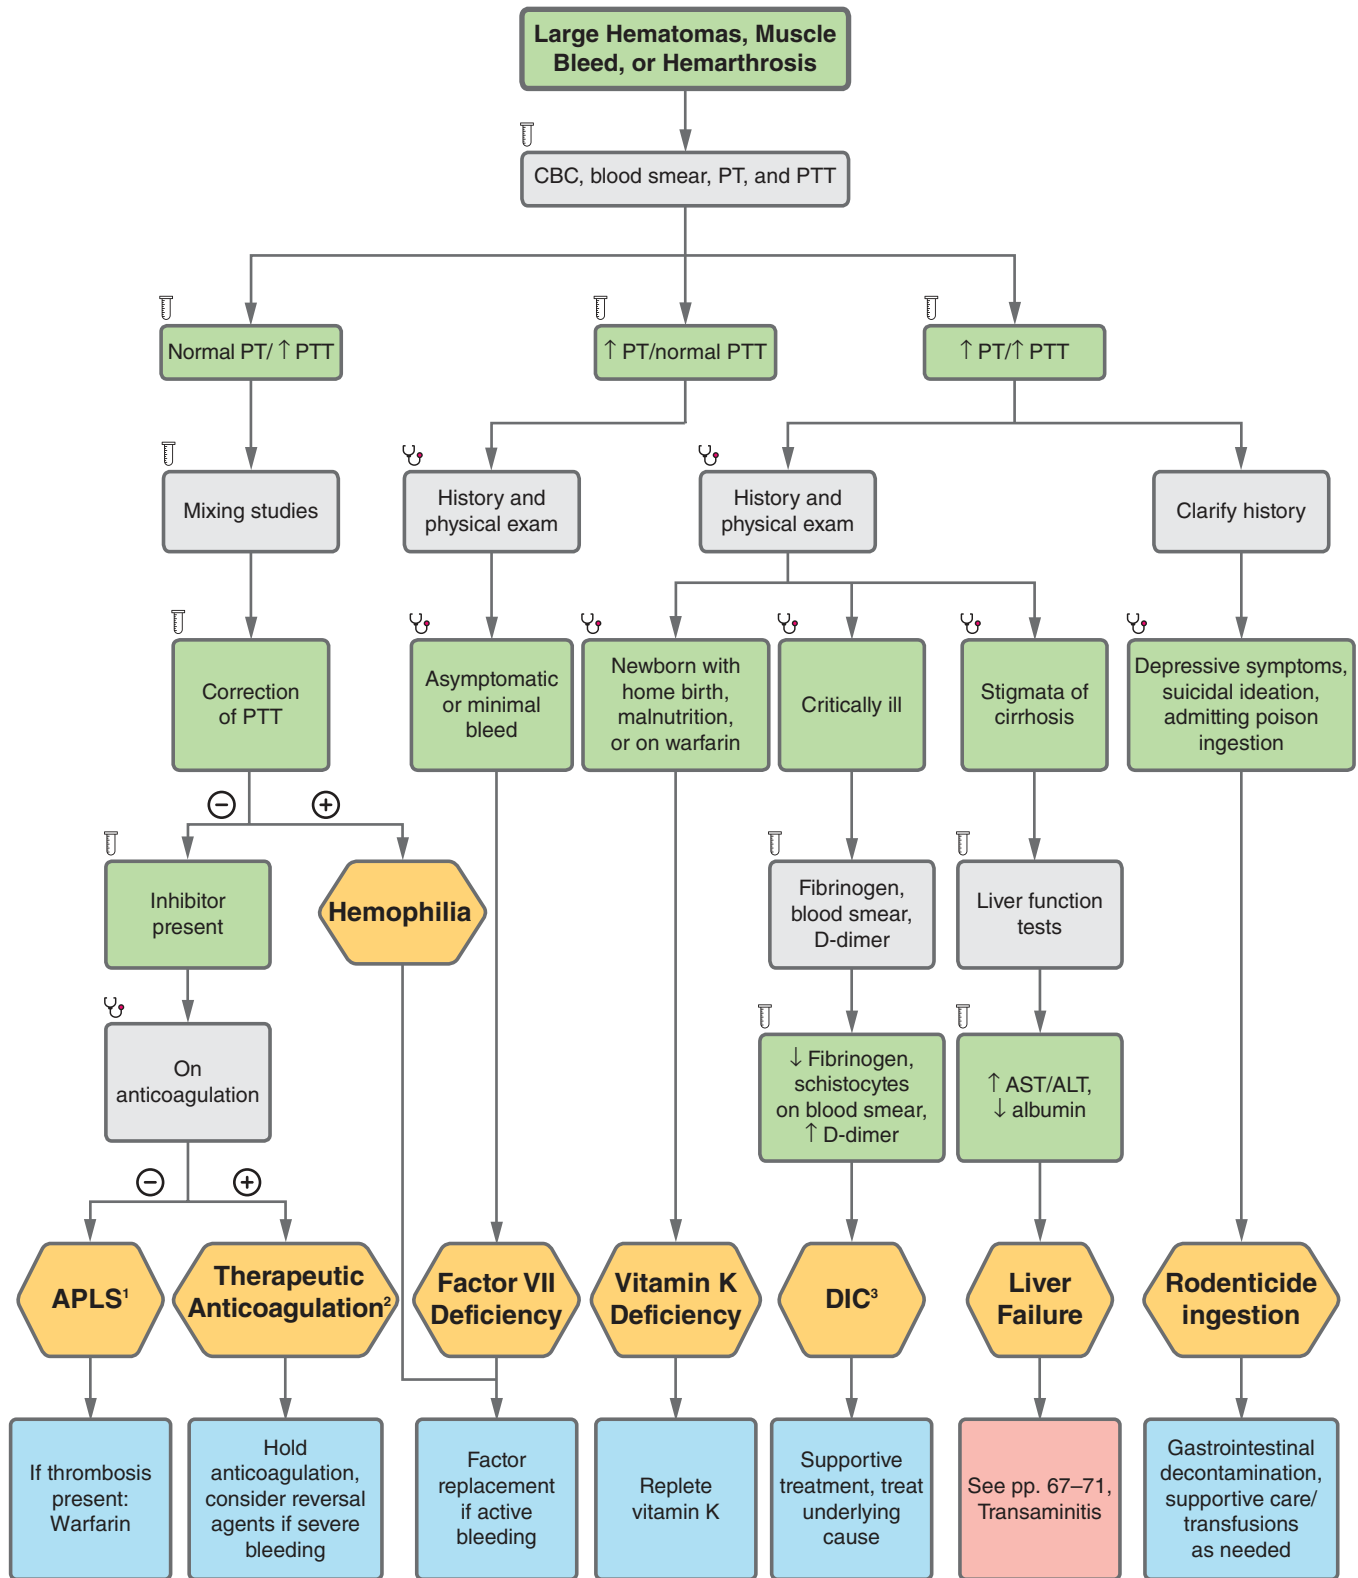 Large Hematomas, Muscle
Bleed, or Hemarthrosis
CBC, blood smear, PT, and PTT
Normal PT/ ↑ PTT
↑ PT/normal PTT
↑ PT/↑ PTT
Mixing studies
History and
physical exam
History and
physical exam
Clarify history
Correction
of PTT
Asymptomatic
or minimal
bleed
Newborn with
home birth,
malnutrition,
or on warfarin
Critically ill
Stigmata of
cirrhosis
Depressive symptoms,
suicidal ideation,
admitting poison
ingestion
−
+
Inhibitor
present
Hemophilia
Fibrinogen,
blood smear,
D-dimer
Liver function
tests
On
anticoagulation
↓ Fibrinogen,
schistocytes
on blood smear,
↑ D-dimer
↑ AST/ALT,
↓ albumin
−
+
APLS¹
Therapeutic
Anticoagulation²
Factor VII
Deficiency
Vitamin K
Deficiency
DIC³
Liver
Failure
Rodenticide
ingestion
If thrombosis
present:
Warfarin
Hold
anticoagulation,
consider reversal
agents if severe
bleeding
Factor
replacement
if active
bleeding
Replete
vitamin K
Supportive
treatment, treat
underlying
cause
See pp. 67–71,
Transaminitis
Gastrointestinal
decontamination,
supportive care/
transfusions
as needed